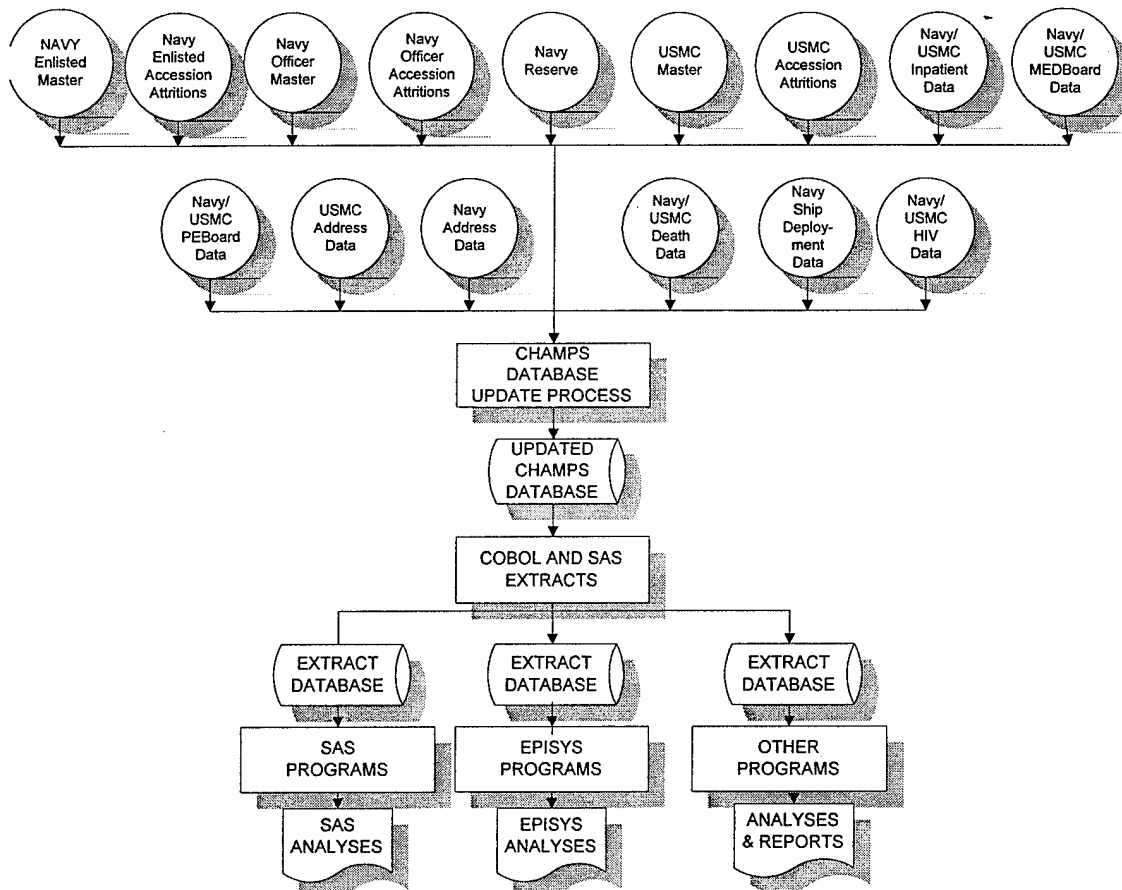 NAVY
Enlisted
Master
Navy
Enlisted
Accession
Attritions
Navy
Officer
Master
Navy
Officer
Accession
Attritions
Navy
Reserve
USMC
Master
USMC
Accession
Attritions
Navy/
USMC
Inpatient
Data
Navy/
USMC
MEDBoard
Data
Navy/
USMC
PEBoard
Data
USMC
Address
Data
Navy
Address
Data
Navy/
USMC
Death
Data
Navy
Ship
Deploy-
ment
Data
Navy/
USMC
HIV
Data
CHAMPS
DATABASE
UPDATE PROCESS
UPDATED
CHAMPS
DATABASE
COBOL AND SAS
EXTRACTS
EXTRACT
DATABASE
EXTRACT
DATABASE
EXTRACT
DATABASE
SAS
PROGRAMS
EPISYS
PROGRAMS
OTHER
PROGRAMS
SAS
ANALYSES
EPISYS
ANALYSES
ANALYSES
& REPORTS